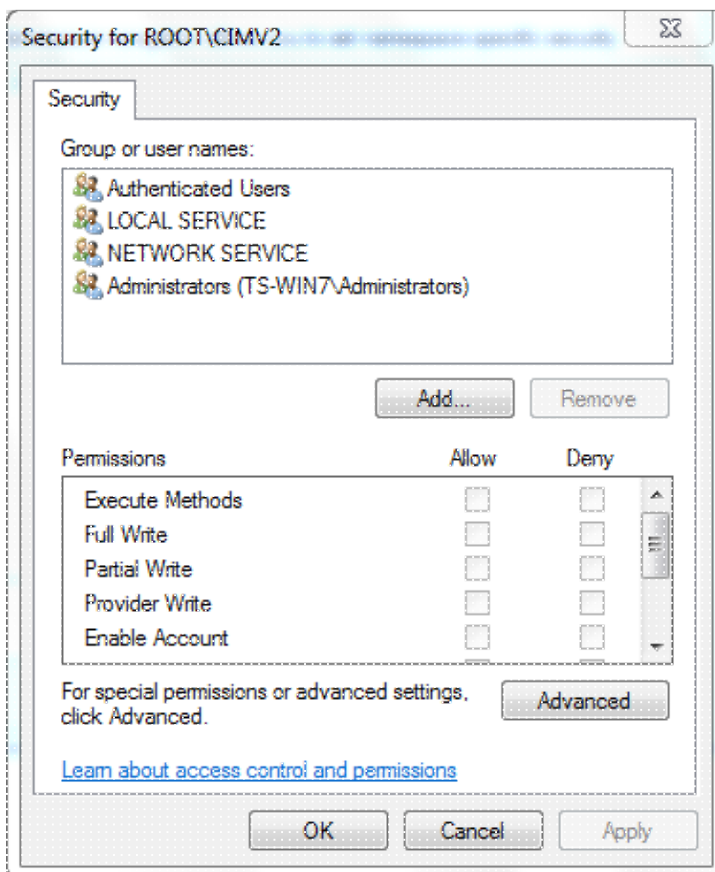 Security for ROOT\CIMV2
Security
Group or user names:
Authenticated Users
LOCAL SERVICE
NETWORK SERVICE
Administrators (TS-WIN7\Administrators)
Add... Remove
Permissions Allow Deny
Execute Methods
Full Write
Partial Write
Provider Write
Enable Account
For special permissions or advanced settings,
click Advanced.
Advanced
Learn about access control and permissions
OK Cancel Apply